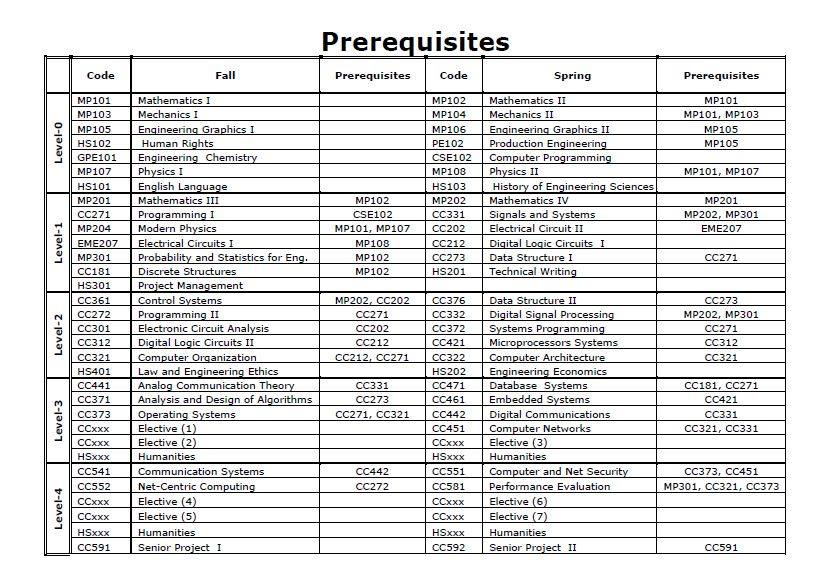 Prerequisites
Code Fall Prerequisites Code Spring Prerequisites
Level-0
MP101 Mathematics I MP102 Mathematics II MP101
MP103 Mechanics I MP104 Mechanics II MP101, MP103
MP105 Engineering Graphics I MP106 Engineering Graphics II MP105
HS102 Human Rights PE102 Production Engineering MP105
GPE101 Engineering Chemistry CSE102 Computer Programming
MP107 Physics I MP108 Physics II MP101, MP107
HS101 English Language HS103 History of Engineering Sciences
Level-1
MP201 Mathematics III MP102 MP202 Mathematics IV MP201
CC271 Programming I CSE102 CC331 Signals and Systems MP202, MP301
MP204 Modern Physics MP101, MP107 CC202 Electrical Circuit II EME207
EME207 Electrical Circuits I MP108 CC212 Digital Logic Circuits I
MP301 Probability and Statistics for Eng. MP102 CC273 Data Structure I CC271
CC181 Discrete Structures MP102 HS201 Technical Writing
HS301 Project Management
Level-2
CC361 Control Systems MP202, CC202 CC376 Data Structure II CC273
CC272 Programming II CC271 CC332 Digital Signal Processing MP202, MP301
CC301 Electronic Circuit Analysis CC202 CC372 Systems Programming CC271
CC312 Digital Logic Circuits II CC212 CC421 Microprocessors Systems CC312
CC321 Computer Organization CC212, CC271 CC322 Computer Architecture CC321
HS401 Law and Engineering Ethics HS202 Engineering Economics
Level-3
CC441 Analog Communication Theory CC331 CC471 Database Systems CC181, CC271
CC371 Analysis and Design of Algorithms CC273 CC461 Embedded Systems CC421
CC373 Operating Systems CC271, CC321 CC442 Digital Communications CC331
CCxxx Elective (1) CC451 Computer Networks CC321, CC331
CCxxx Elective (2) CCxxx Elective (3)
HSxxx Humanities HSxxx Humanities
Level-4
CC541 Communication Systems CC442 CC551 Computer and Net Security CC373, CC451
CC552 Net-Centric Computing CC272 CC581 Performance Evaluation MP301, CC321, CC373
CCxxx Elective (4) CCxxx Elective (6)
CCxxx Elective (5) CCxxx Elective (7)
HSxxx Humanities HSxxx Humanities
CC591 Senior Project I CC592 Senior Project II CC591